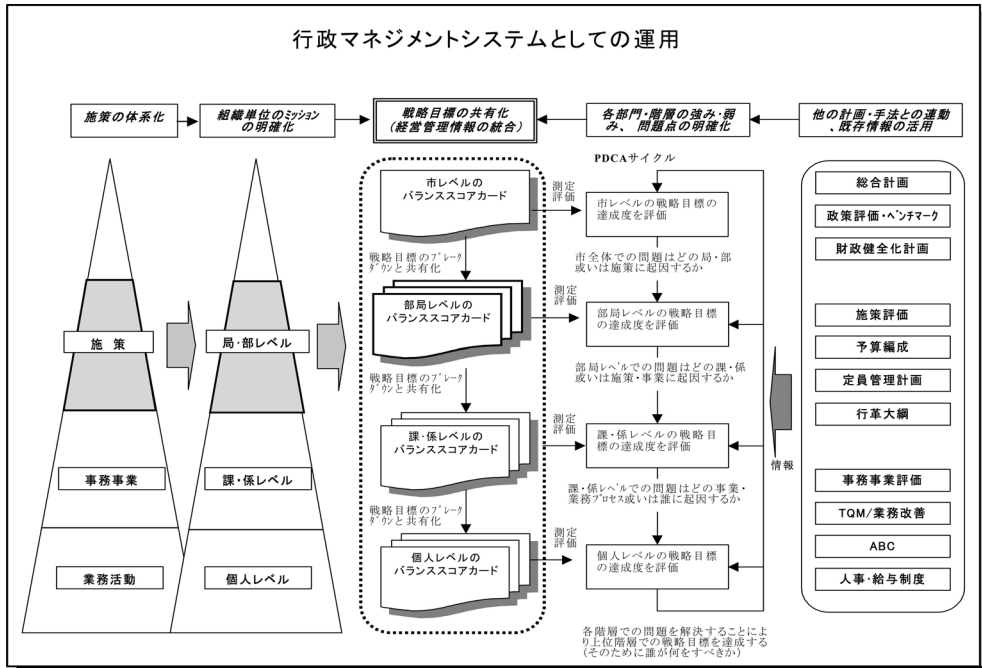 行政マネジメントシステムとしての運用
施策の体系化
組織単位のミッション
の明確化
戦略目標の共有化
（経営管理情報の統合）
各部門・階層の強み・弱
み、 問題点の明確化
他の計画・手法との連動
、既存情報の活用
施 策
事務事業
業務活動
局・部レベル
課・係レベル
個人レベル
市レベルの
バランススコアカード
戦略目標のブレーク
ダウンと共有化
部局レベルの
バランススコアカード
戦略目標のブレーク
ダウンと共有化
課・係レベルの
バランススコアカード
戦略目標のブレーク
ダウンと共有化
個人レベルの
バランススコアカード
測定
評価
測定
評価
測定
評価
測定
評価
PDCAサイクル
市レベルの戦略目標の
達成度を評価
市全体での問題はどの局・部
或いは施策に起因するか
部局レベルの戦略目標
の達成度を評価
部局レベルでの問題はどの課・係
或いは施策・事業に起因するか
課・係レベルの戦略目
標の達成度を評価
課・係レベルでの問題はどの事業・
業務プロセス或いは誰に起因するか
個人レベルの戦略目標
の達成度を評価
各階層での問題を解決することによ
り上位階層での戦略目標を達成する
（そのために誰が何をすべきか）
情報
総合計画
政策評価・ベンチマーク
財政健全化計画
施策評価
予算編成
定員管理計画
行革大綱
事務事業評価
TQM/業務改善
ABC
人事・給与制度